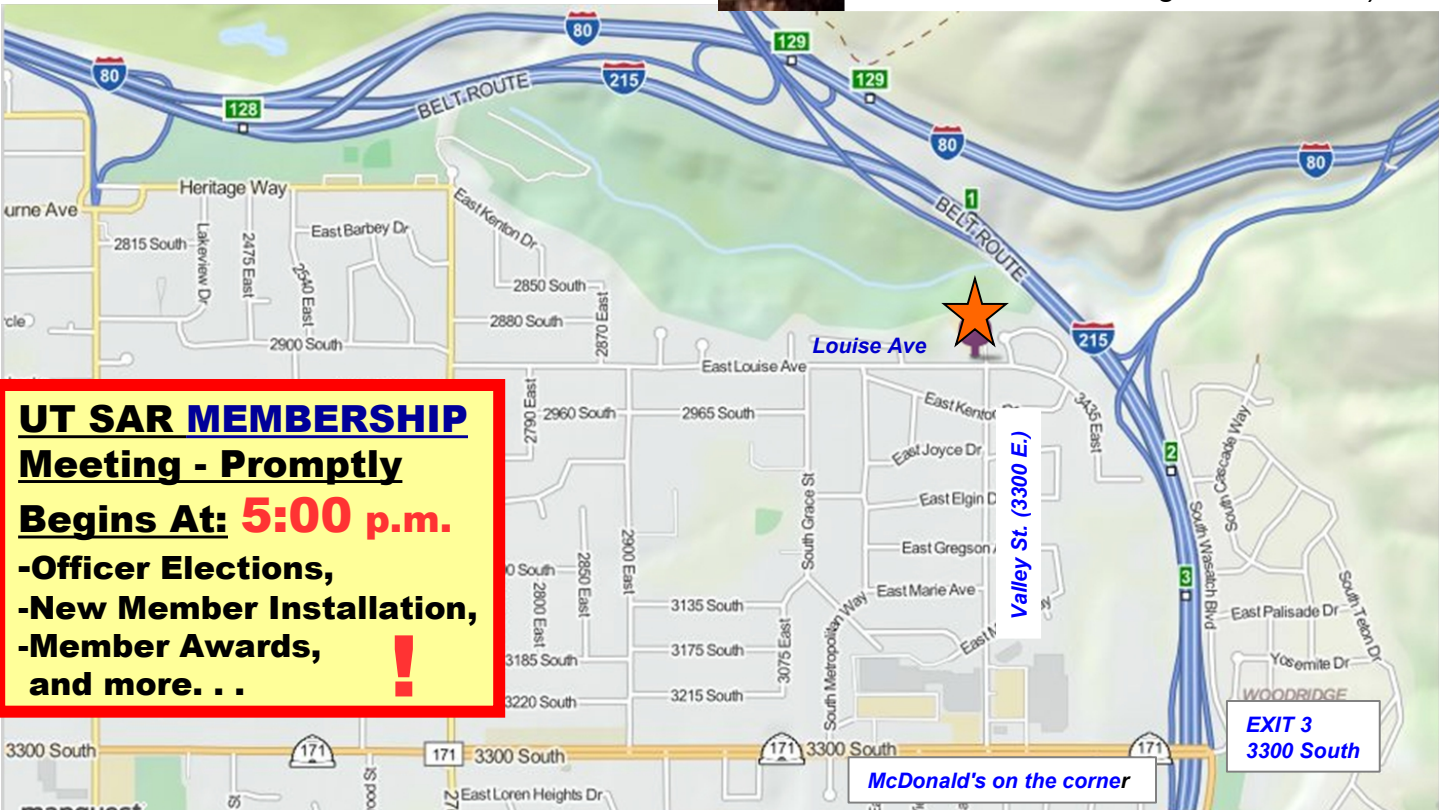 80
129
80
215
129
128
BELT ROUTE
80
80
Heritage Way
1
urne Ave
East Kenton Dr
BELT ROUTE
East Barbey Dr
2815 South
Lakeview Dr
2475 East
2540 East
2850 South
2870 East
2880 South
rcle
2900 South
Louise Ave
215
East Louise Ave
UT SAR MEMBERSHIP
Meeting - Promptly
Begins At: 5:00 p.m.
-Officer Elections,
-New Member Installation,
-Member Awards,
and more. . .
!
2790 East
2960 South
2965 South
3435 East
East Joyce Dr
Valley St. (3300 E.)
2
South Cascade Way
East Elgin D
South Grace St
South Wasatch Blvd
2900 East
East Gregson
0 South
2850 East
2800 East
3
East Marie Ave
3135 South
East Palisade Dr
South Teton Dr
South Metropolitan Way
3175 South
3075 East
3185 South
Yosemite Dr
3215 South
3220 South
WOODRIDGE
EXIT 3
3300 South
3300 South
171
171
3300 South
171
3300 South
171
McDonald's on the corner
East Loren Heights Dr